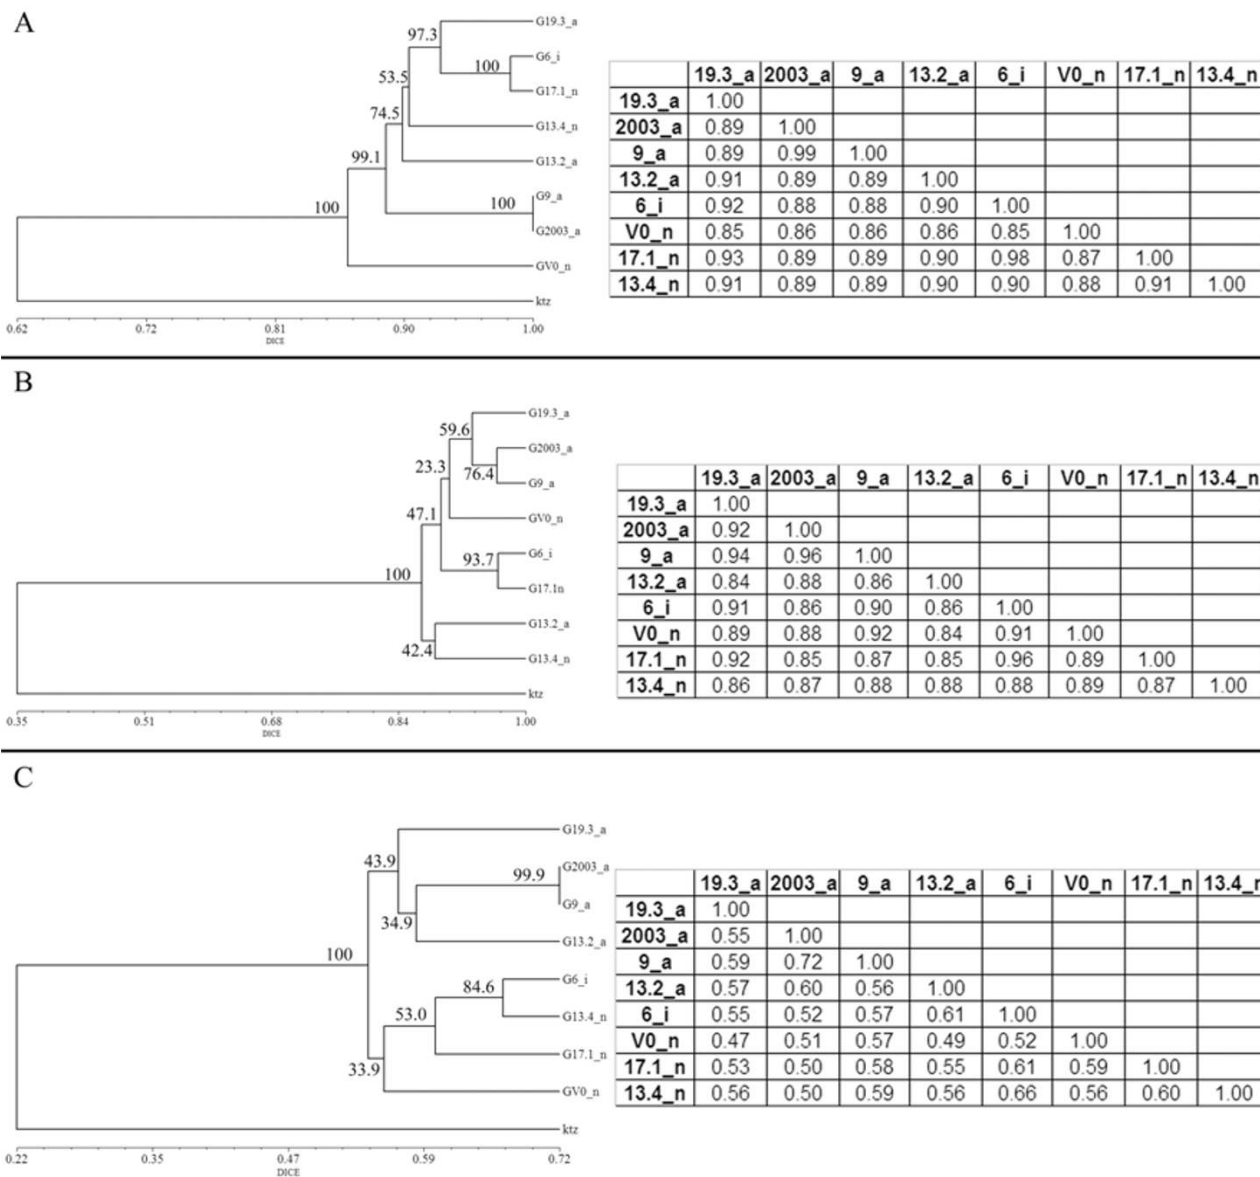 A
97.3
53.5
74.5
99.1
100
100
100
G19.3_a
G6_i
G17.1_n
G13.4_n
G13.2_a
G9_a
G2003_a
GV0_n
ktz
0.62 0.72 0.81 0.90 1.00
DICE
19.3_a 2003_a 9_a 13.2_a 6_i V0_n 17.1_n 13.4_n
19.3_a 1.00
2003_a 0.89 1.00
9_a 0.89 0.99 1.00
13.2_a 0.91 0.89 0.89 1.00
6_i 0.92 0.88 0.88 0.90 1.00
V0_n 0.85 0.86 0.86 0.86 0.85 1.00
17.1_n 0.93 0.89 0.89 0.90 0.98 0.87 1.00
13.4_n 0.91 0.89 0.89 0.90 0.90 0.88 0.91 1.00
B
59.6
23.3
76.4
47.1
93.7
100
42.4
G19.3_a
G2003_a
G9_a
GV0_n
G6_i
G17.1n
G13.2_a
G13.4_n
ktz
0.35 0.51 0.68 0.84 1.00
DICE
19.3_a 2003_a 9_a 13.2_a 6_i V0_n 17.1_n 13.4_n
19.3_a 1.00
2003_a 0.92 1.00
9_a 0.94 0.96 1.00
13.2_a 0.84 0.88 0.86 1.00
6_i 0.91 0.86 0.90 0.86 1.00
V0_n 0.89 0.88 0.92 0.84 0.91 1.00
17.1_n 0.92 0.85 0.87 0.85 0.96 0.89 1.00
13.4_n 0.86 0.87 0.88 0.88 0.88 0.89 0.87 1.00
C
43.9
99.9
34.9
100
84.6
53.0
33.9
G19.3_a
G2003_a
G9_a
G13.2_a
G6_i
G13.4_n
G17.1_n
GV0_n
ktz
0.22 0.35 0.47 0.59 0.72
DICE
19.3_a 2003_a 9_a 13.2_a 6_i V0_n 17.1_n 13.4_n
19.3_a 1.00
2003_a 0.55 1.00
9_a 0.59 0.72 1.00
13.2_a 0.57 0.60 0.56 1.00
6_i 0.55 0.52 0.57 0.61 1.00
V0_n 0.47 0.51 0.57 0.49 0.52 1.00
17.1_n 0.53 0.50 0.58 0.55 0.61 0.59 1.00
13.4_n 0.56 0.50 0.59 0.56 0.66 0.56 0.60 1.00